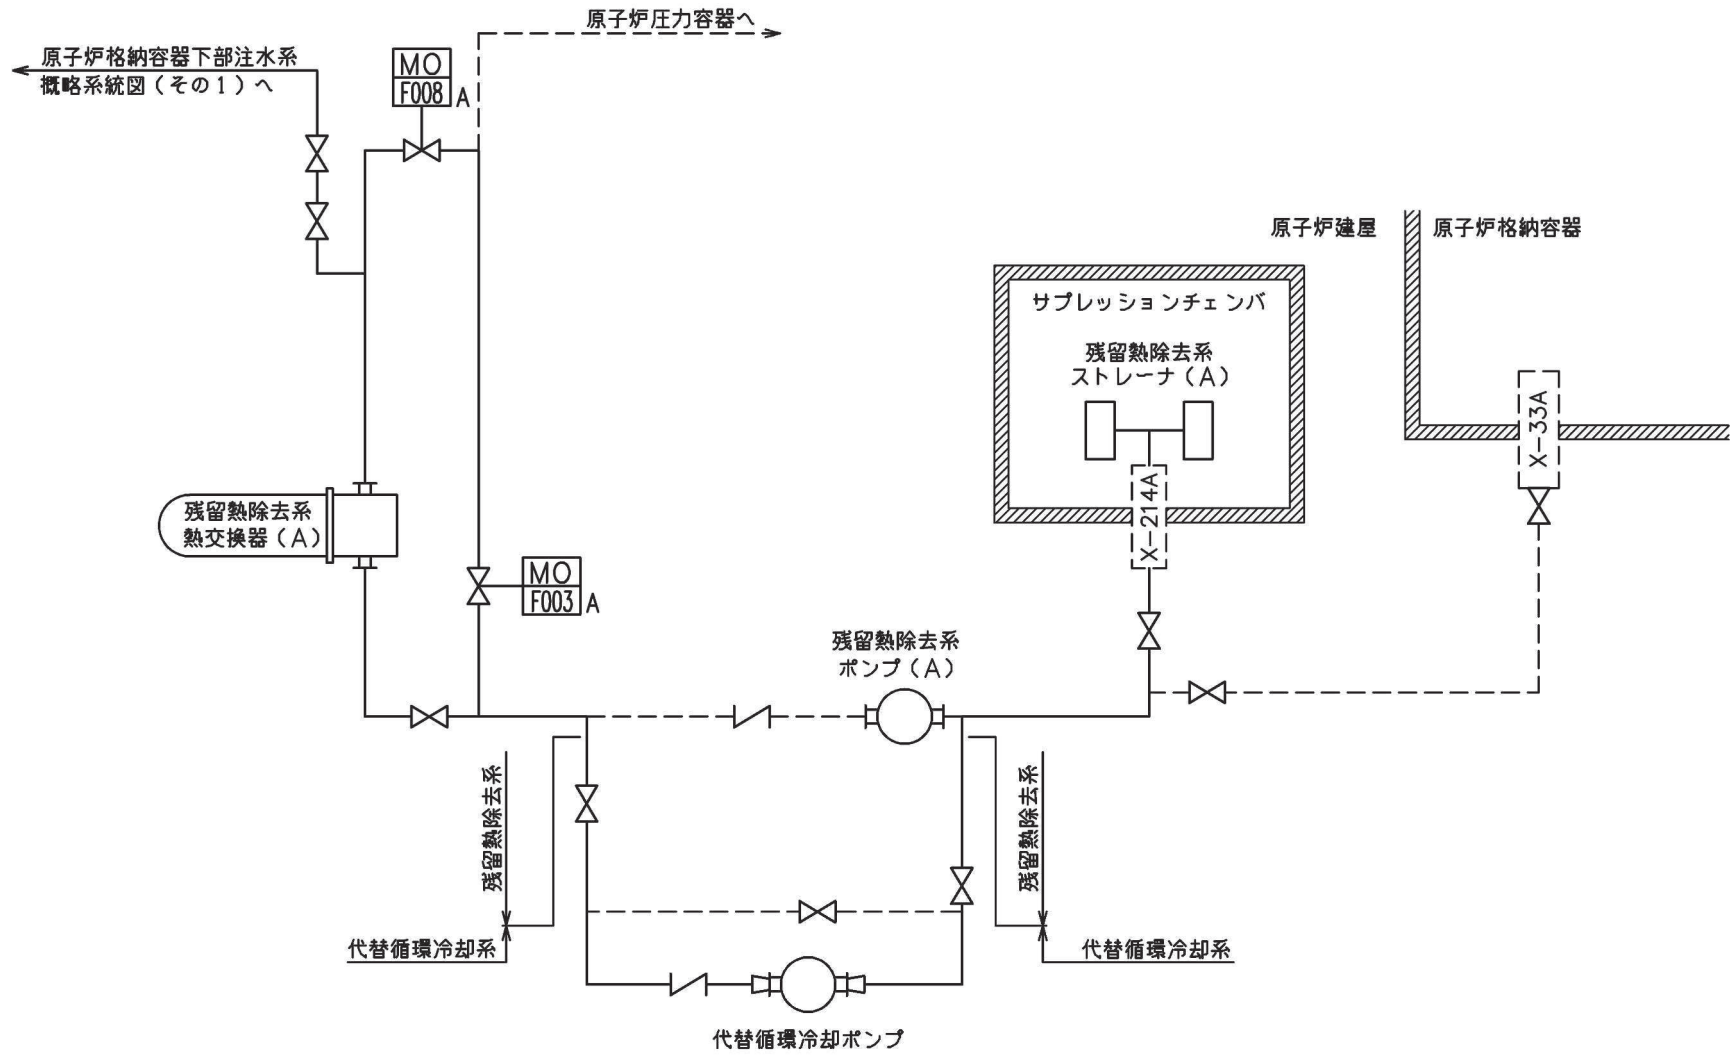 原子炉圧力容器へ
原子炉格納容器下部注水系
概略系統図(その1)へ
MO
F008 A
原子炉建屋
原子炉格納容器
サプレッションチェンバ
残留熱除去系
ストレーナ(A)
X-33A
X-214A
残留熱除去系
熱交換器(A)
MO
F003 A
残留熱除去系
ポンプ(A)
残留熱除去系
残留熱除去系
代替循環冷却系
代替循環冷却系
代替循環冷却ポンプ